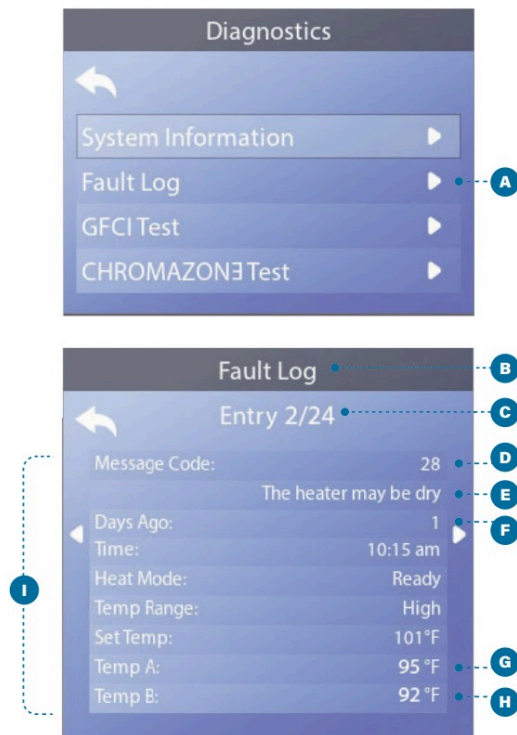 Diagnostics
System Information
Fault Log
A
GFCI Test
CHROMAZONƎ Test
Fault Log
B
Entry 2/24
C
Message Code: 28
D
The heater may be dry
E
Days Ago: 1
F
Time: 10:15 am
I
Heat Mode: Ready
Temp Range: High
Set Temp: 101°F
Temp A: 95 °F
G
Temp B: 92 °F
H